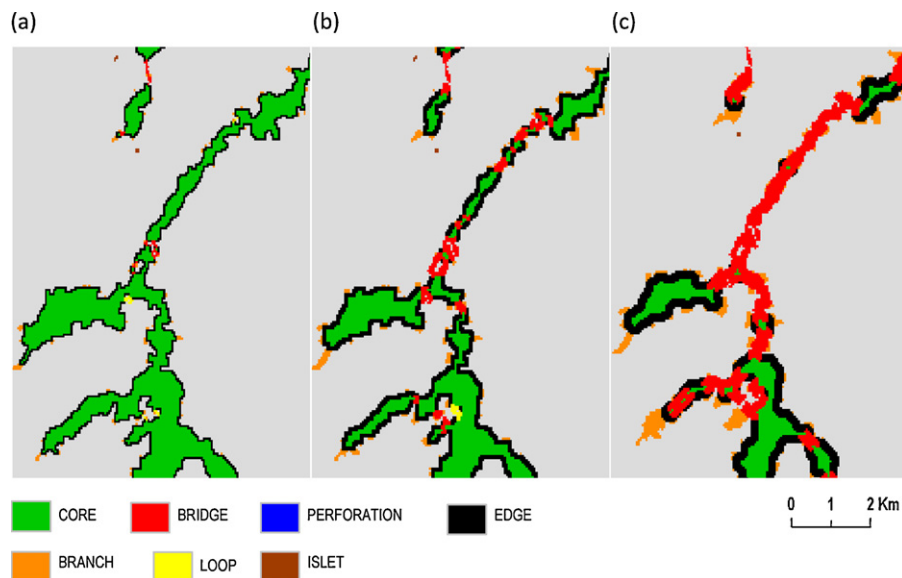 (a) (b) (c)
CORE BRIDGE PERFORATION EDGE
BRANCH LOOP ISLET
0 1 2 Km